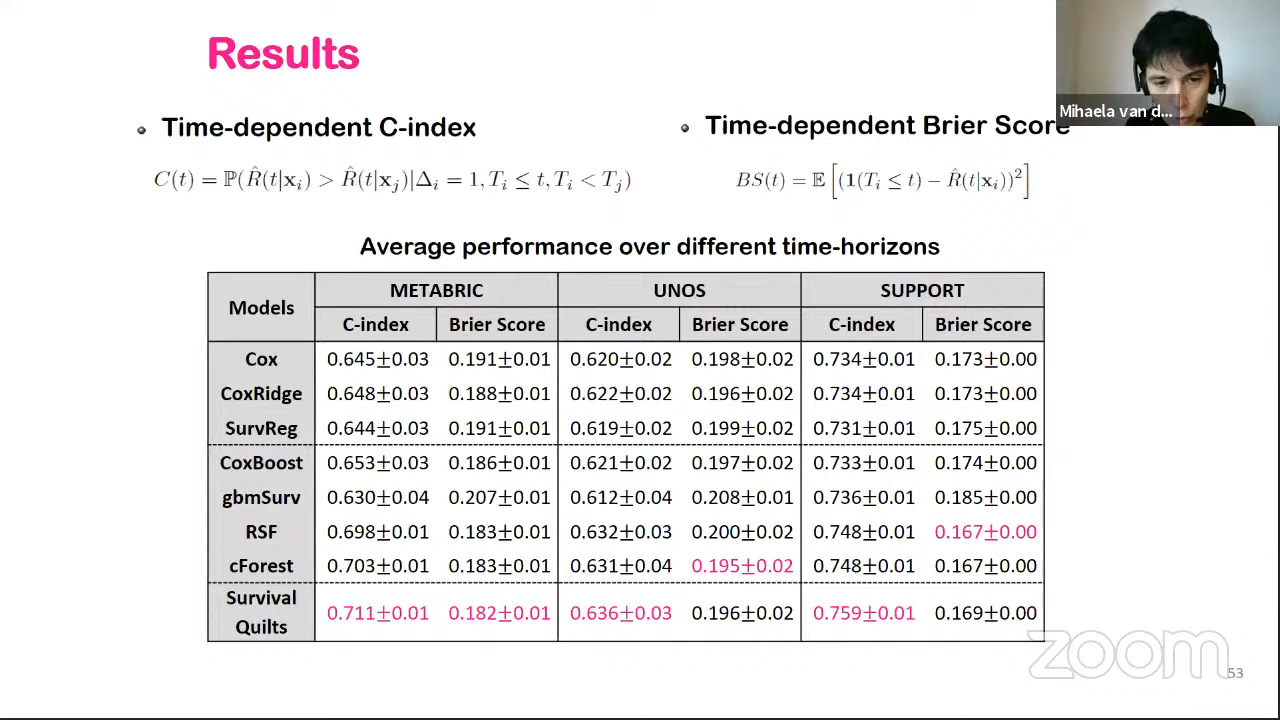 Results
Mihaela van d...
Time-dependent C-index
Time-dependent Brier Score
C(t) = ℙ(R̂(t|x_i) > R̂(t|x_j)|Δ_i = 1, T_i ≤ t, T_i < T_j)
BS(t) = 𝔼[(1(T_i ≤ t) − R̂(t|x_i))²]
Average performance over different time-horizons
Models METABRIC UNOS SUPPORT
C-index Brier Score C-index Brier Score C-index Brier Score
Cox 0.645±0.03 0.191±0.01 0.620±0.02 0.198±0.02 0.734±0.01 0.173±0.00
CoxRidge 0.648±0.03 0.188±0.01 0.622±0.02 0.196±0.02 0.734±0.01 0.173±0.00
SurvReg 0.644±0.03 0.191±0.01 0.619±0.02 0.199±0.02 0.731±0.01 0.175±0.00
CoxBoost 0.653±0.03 0.186±0.01 0.621±0.02 0.197±0.02 0.733±0.01 0.174±0.00
gbmSurv 0.630±0.04 0.207±0.01 0.612±0.04 0.208±0.01 0.736±0.01 0.185±0.00
RSF 0.698±0.01 0.183±0.01 0.632±0.03 0.200±0.02 0.748±0.01 0.167±0.00
cForest 0.703±0.01 0.183±0.01 0.631±0.04 0.195±0.02 0.748±0.01 0.167±0.00
Survival Quilts 0.711±0.01 0.182±0.01 0.636±0.03 0.196±0.02 0.759±0.01 0.169±0.00
zoom
53